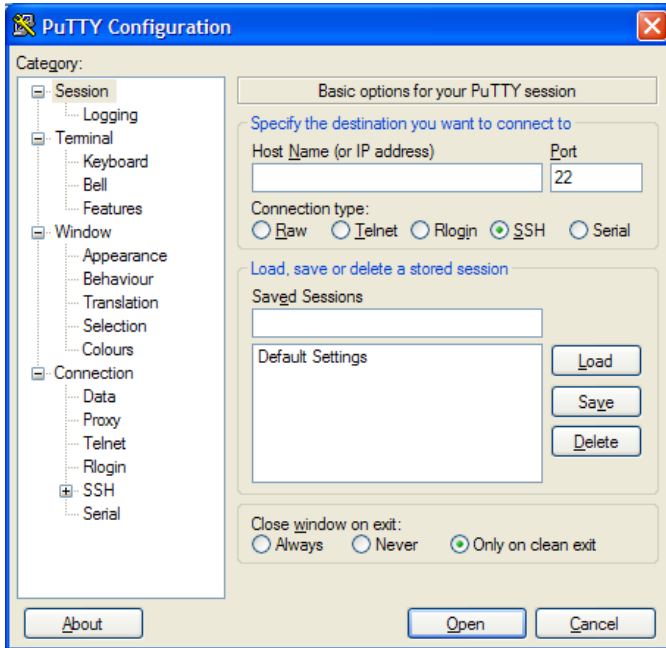 PuTTY Configuration
Category:
Session
Logging
Terminal
Keyboard
Bell
Features
Window
Appearance
Behaviour
Translation
Selection
Colours
Connection
Data
Proxy
Telnet
Rlogin
SSH
Serial
Basic options for your PuTTY session
Specify the destination you want to connect to
Host Name (or IP address) Port
22
Connection type:
Raw Telnet Rlogin SSH Serial
Load, save or delete a stored session
Saved Sessions
Default Settings
Load
Save
Delete
Close window on exit:
Always Never Only on clean exit
About Open Cancel